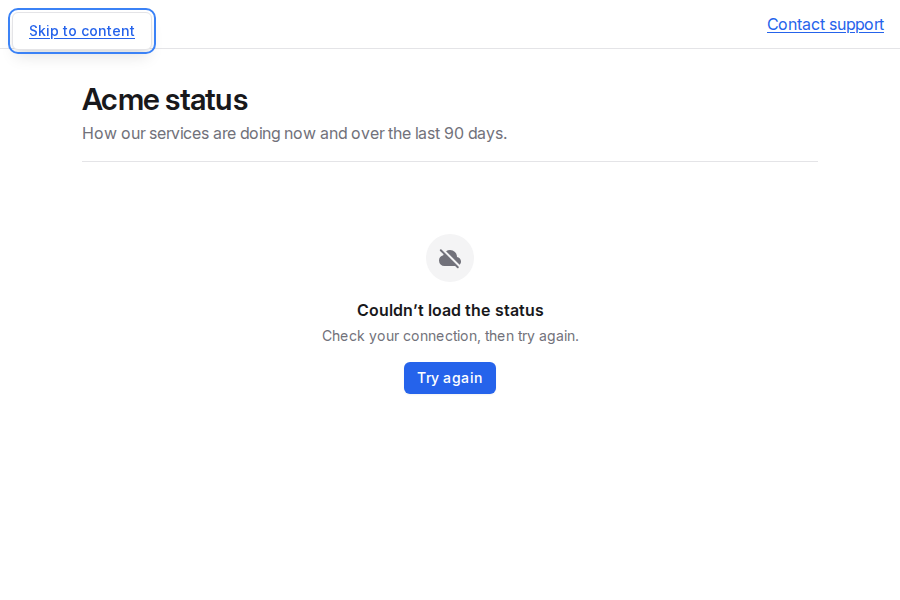 Skip to content
Contact support
Acme status
How our services are doing now and over the last 90 days.
Couldn’t load the status
Check your connection, then try again.
Try again